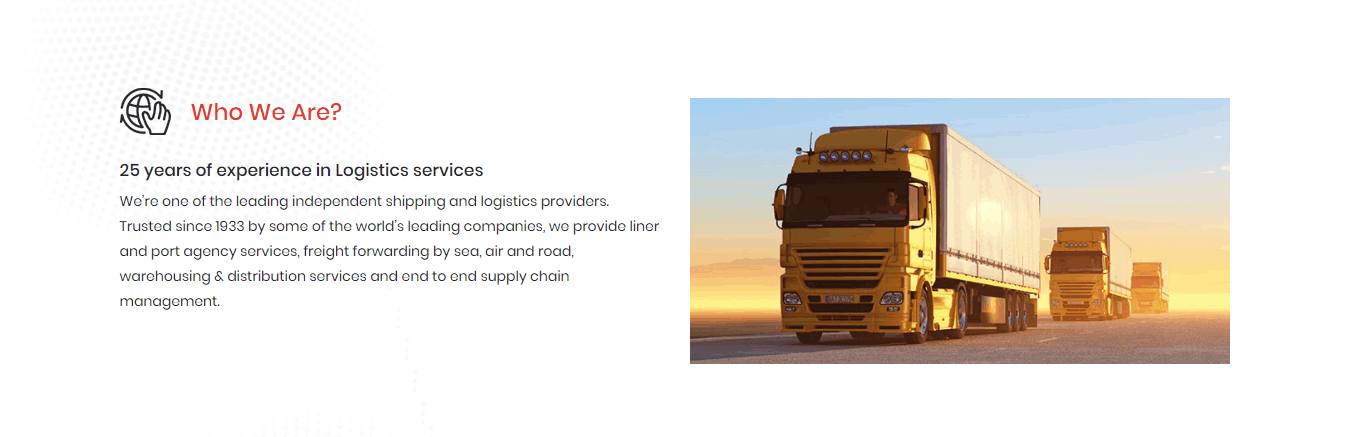 Who We Are?
25 years of experience in Logistics services
We're one of the leading independent shipping and logistics providers.
Trusted since 1933 by some of the world's leading companies, we provide liner
and port agency services, freight forwarding by sea, air and road,
warehousing & distribution services and end to end supply chain
management.